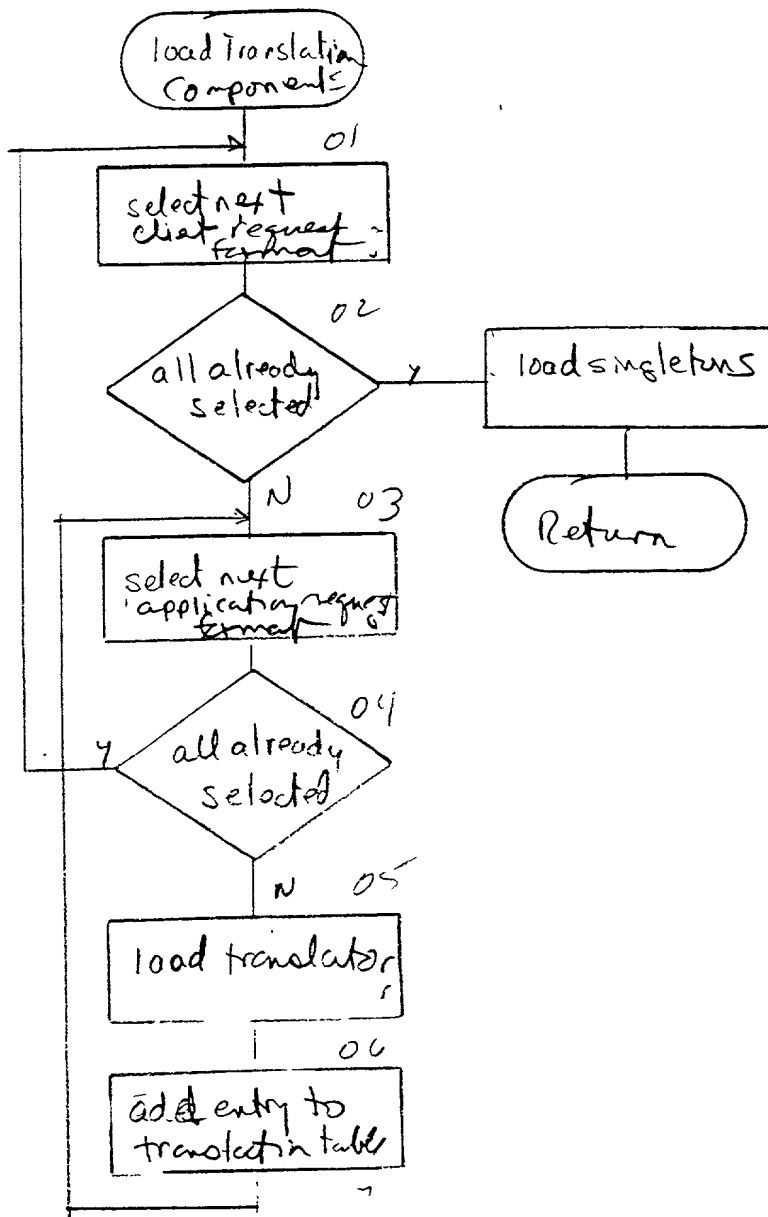 load Translation
Components
01
select next
client request
format
02
all already
selected
Y
load singletons
N
03
Return
select next
application request
format
04
all already
selected
Y
N
05
load translator
06
add entry to
translation table